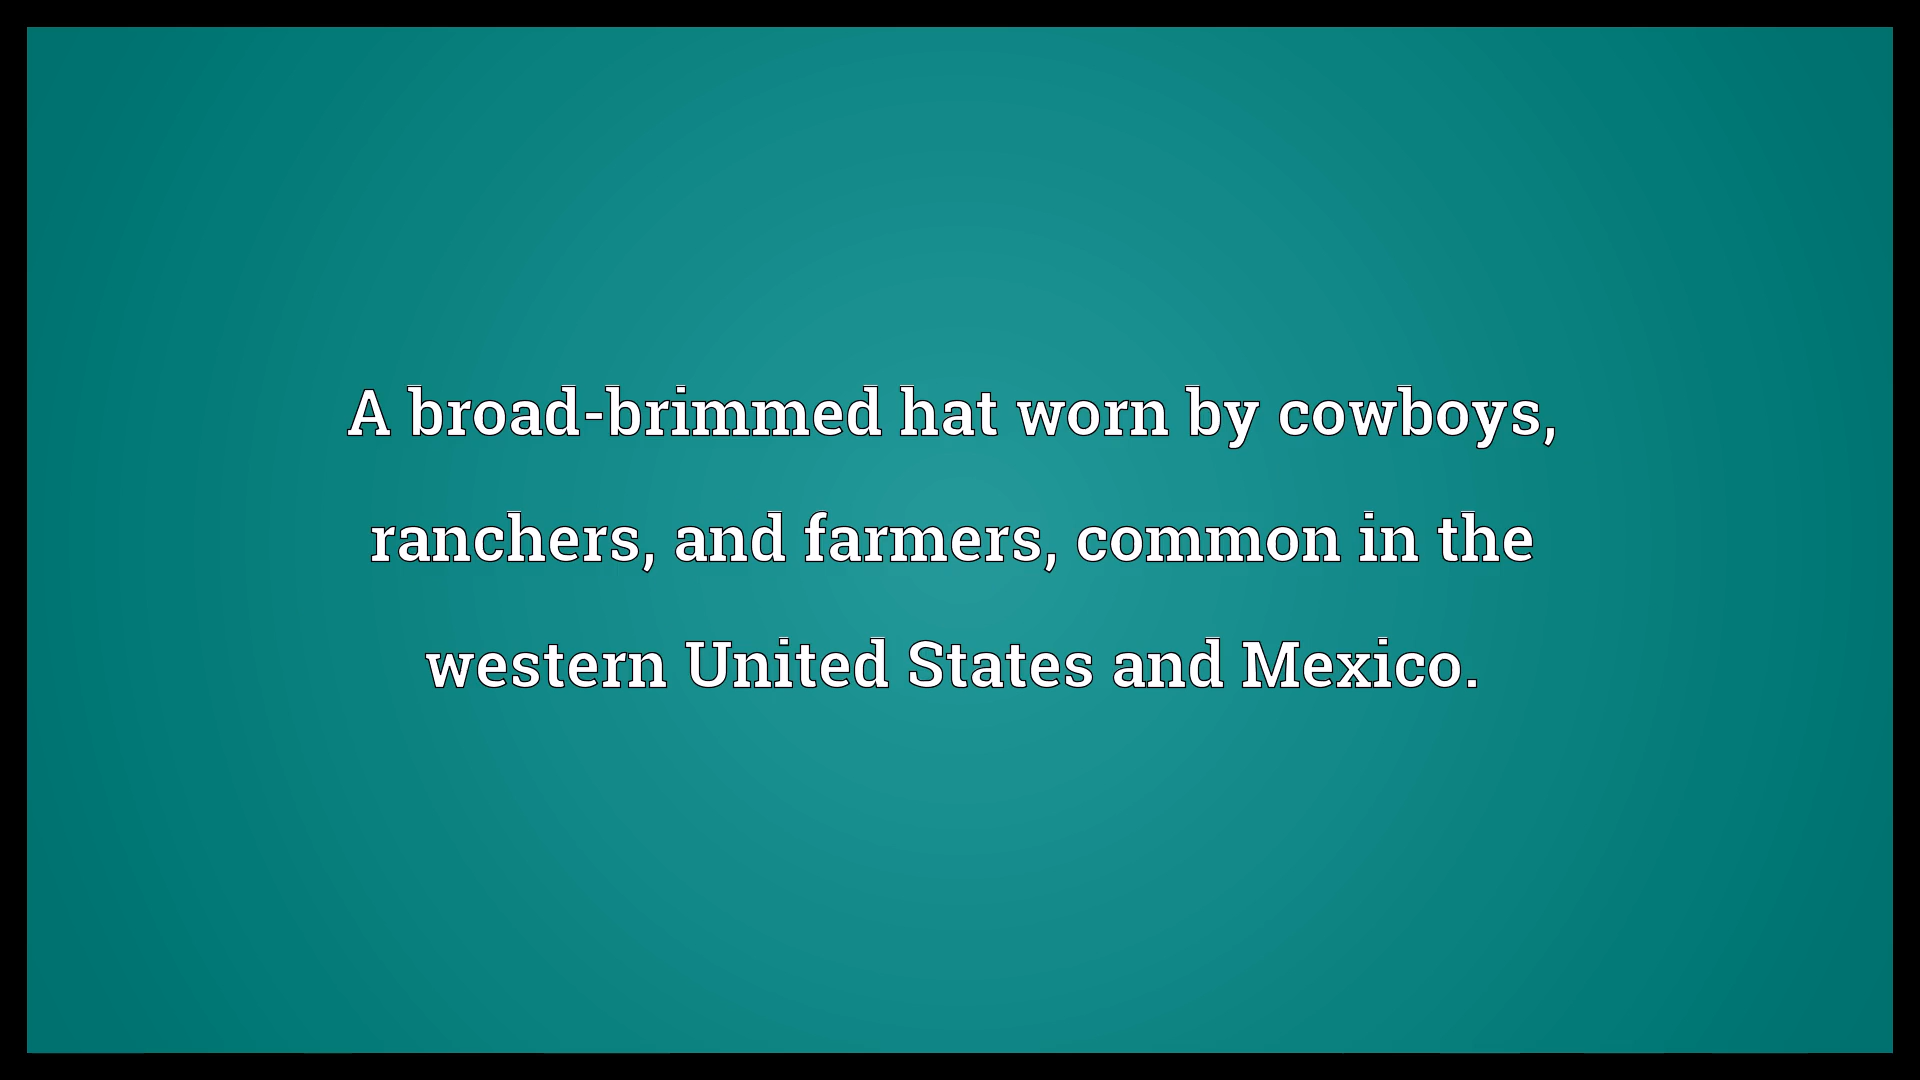 A broad-brimmed hat worn by cowboys,
ranchers, and farmers, common in the
western United States and Mexico.